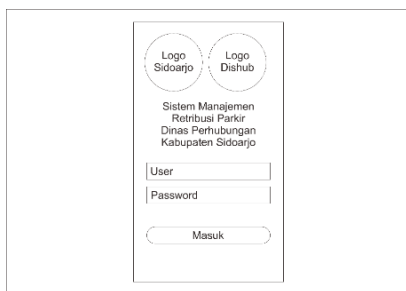 Logo
Sidoarjo
Logo
Dishub
Sistem Manajemen
Retribusi Parkir
Dinas Perhubungan
Kabupaten Sidoarjo
User
Password
Masuk